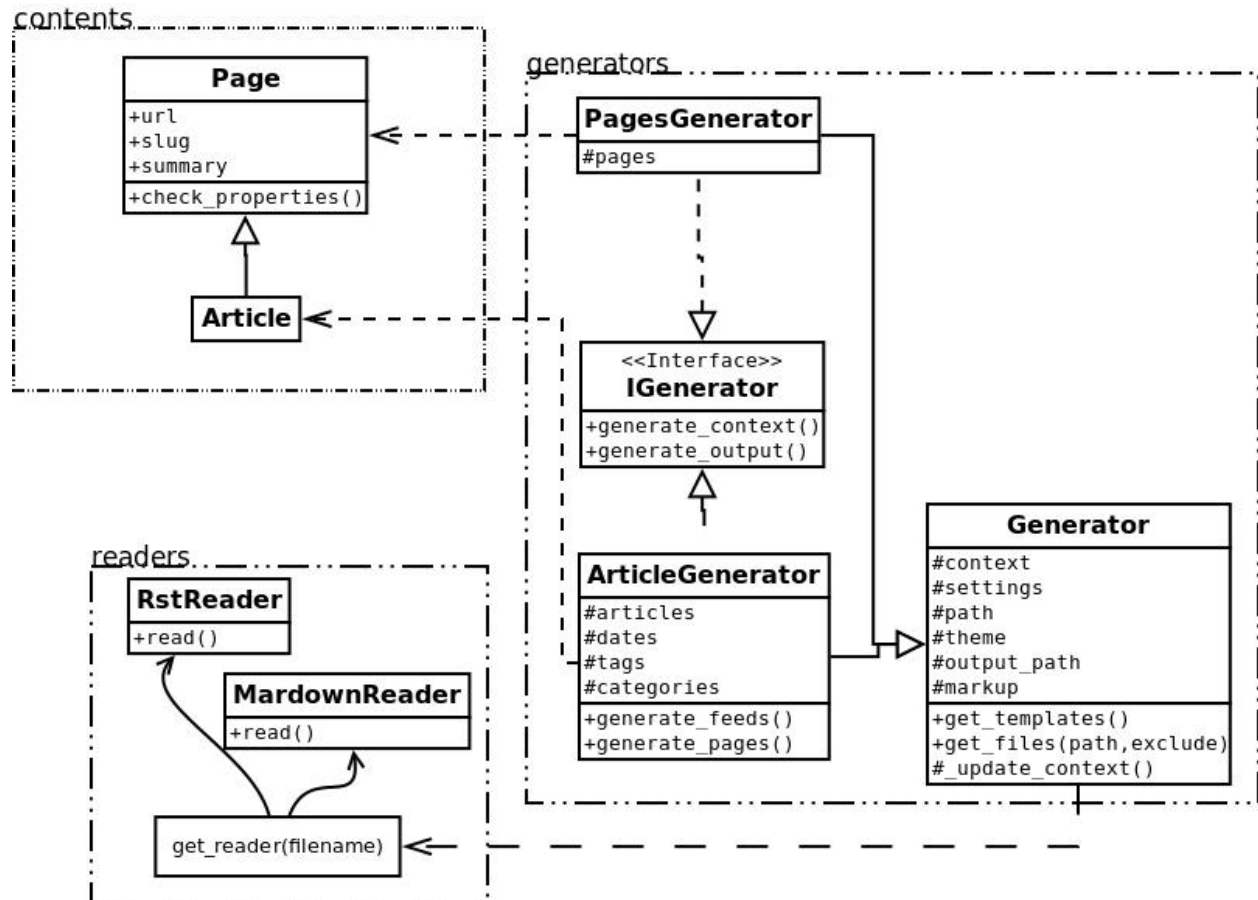 contents
Page
+url
+slug
+summary
+check_properties()
Article
generators
PagesGenerator
#pages
<<Interface>>
IGenerator
+generate_context()
+generate_output()
ArticleGenerator
#articles
#dates
#tags
#categories
+generate_feeds()
+generate_pages()
Generator
#context
#settings
#path
#theme
#output_path
#markup
+get_templates()
+get_files(path,exclude)
#_update_context()
readers
RstReader
+read()
MardownReader
+read()
get_reader(filename)